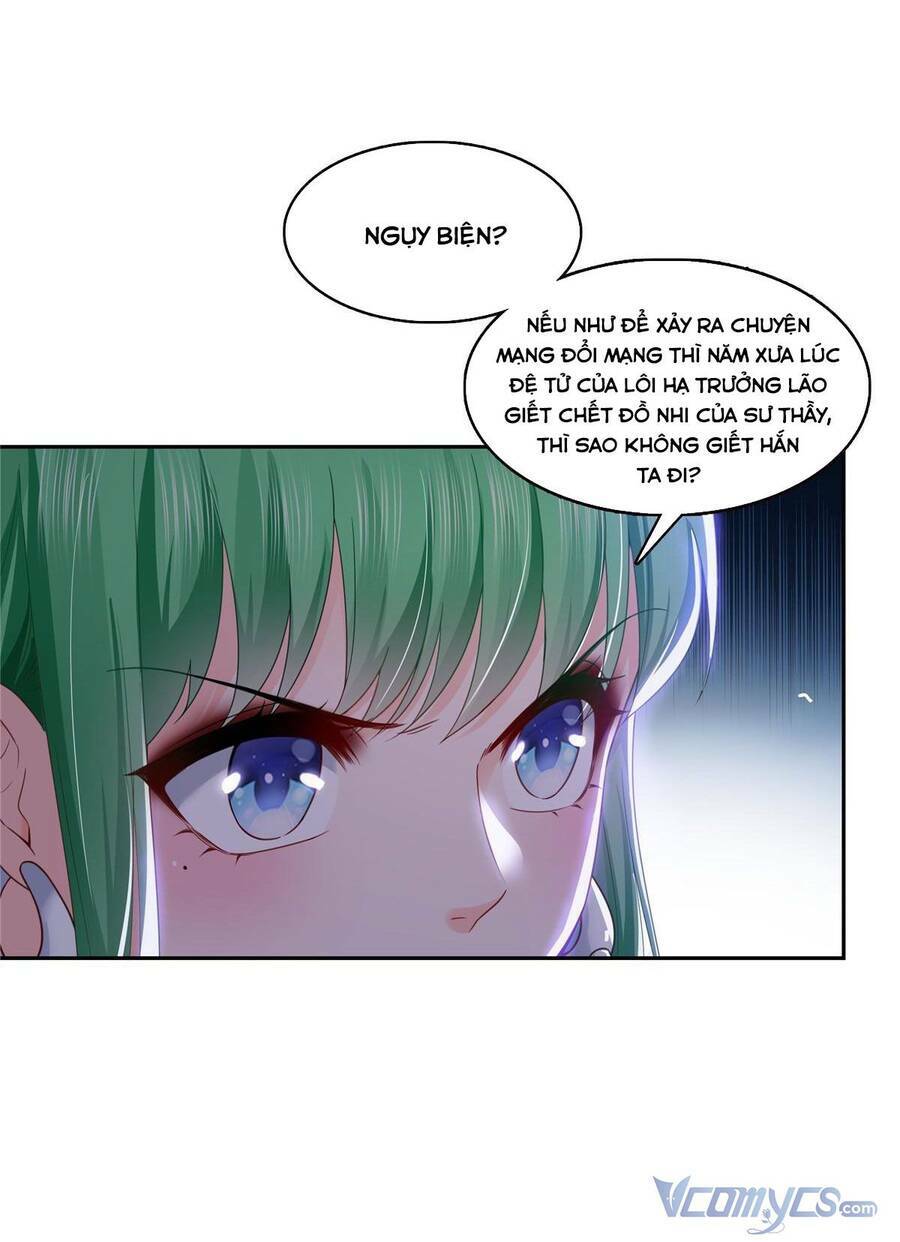 NGỤY BIỆN?
NẾU NHƯ ĐỂ XẢY RA CHUYỆN
MẠNG ĐỔI MẠNG THÌ NĂM XƯA LÚC
ĐỆ TỬ CỦA LÔI HẠ TRƯỞNG LÃO
GIẾT CHẾT ĐỒ NHI CỦA SƯ THẦY,
THÌ SAO KHÔNG GIẾT HẮN
TA ĐI?
VCOMYCS.com